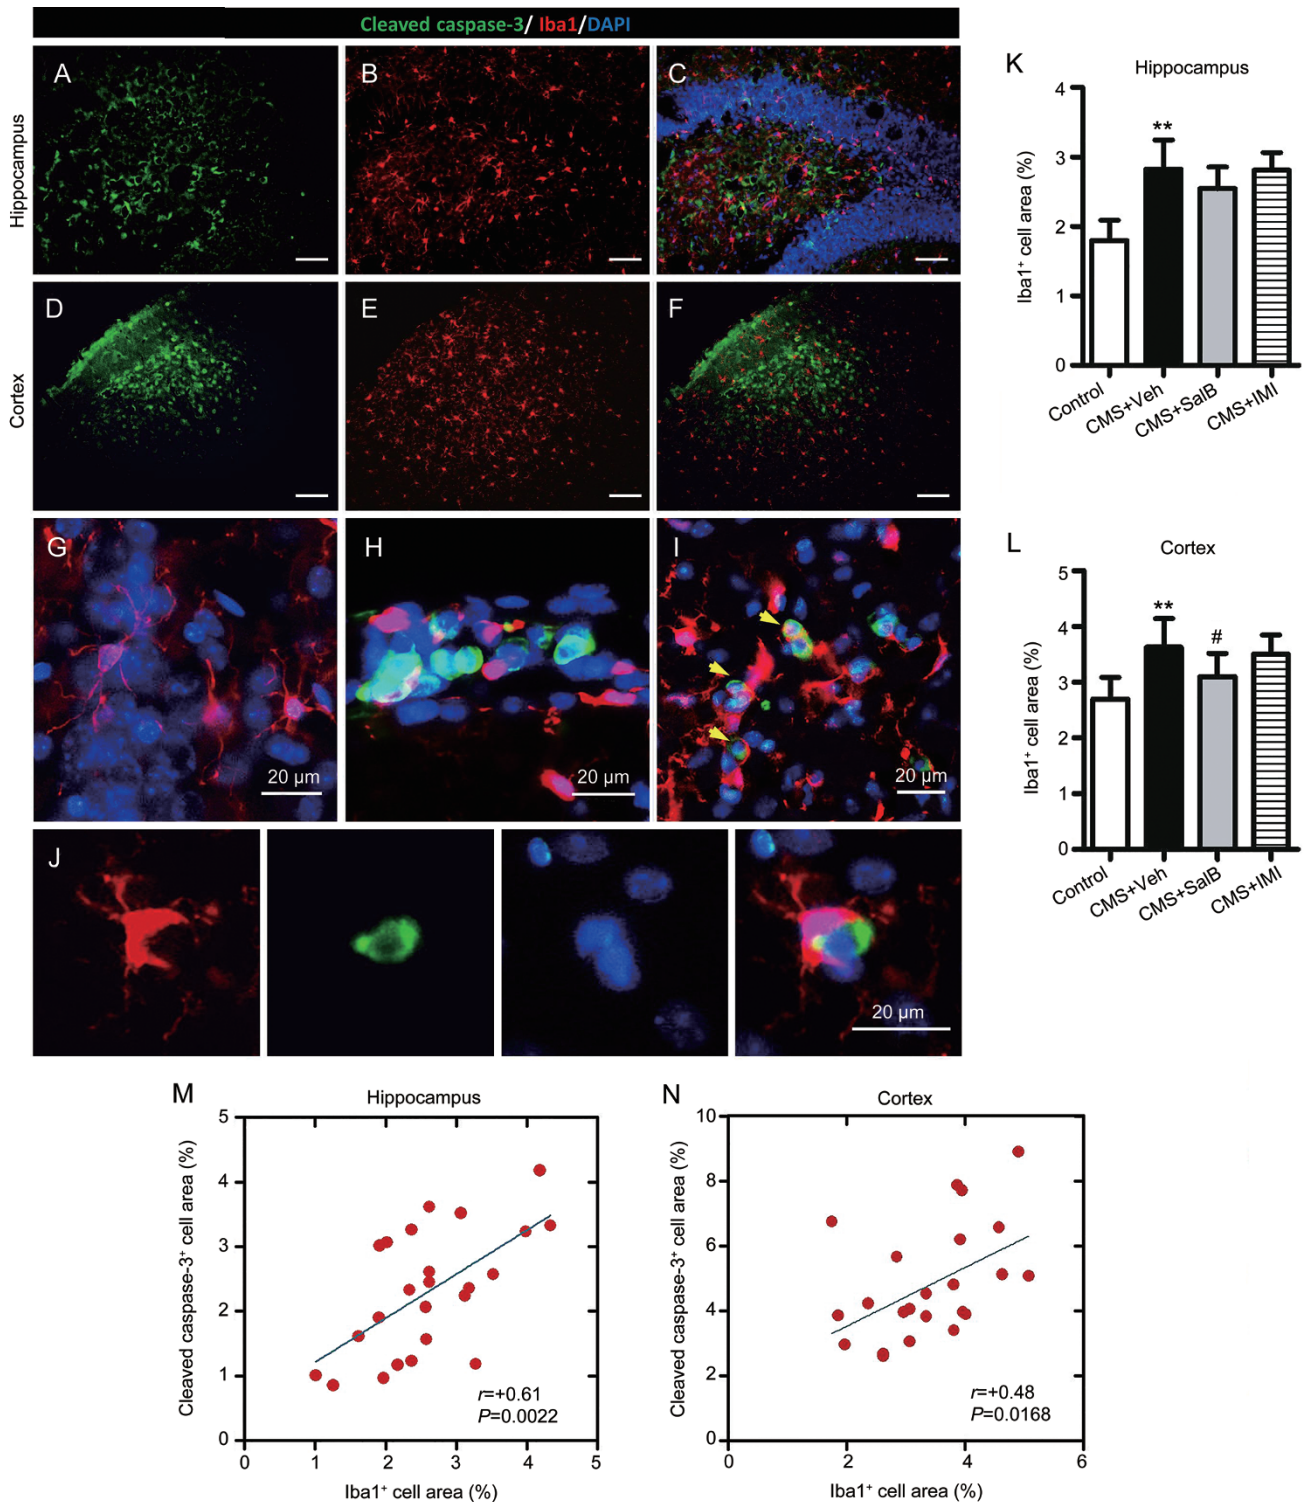 Cleaved caspase-3/ Iba1/DAPI
Hippocampus
A
B
C
Cortex
D
E
F
G
20 µm
H
20 µm
I
20 µm
J
20 µm
K
Hippocampus
Iba1⁺ cell area (%)
4
3
2
1
0
**
Control
CMS+Veh
CMS+SalB
CMS+IMI
L
Cortex
Iba1⁺ cell area (%)
5
4
3
2
1
0
**
#
Control
CMS+Veh
CMS+SalB
CMS+IMI
M
Hippocampus
Cleaved caspase-3⁺ cell area (%)
5
4
3
2
1
0
r=+0.61
P=0.0022
0 1 2 3 4 5
Iba1⁺ cell area (%)
N
Cortex
Cleaved caspase-3⁺ cell area (%)
10
8
6
4
2
0
r=+0.48
P=0.0168
0 2 4 6
Iba1⁺ cell area (%)